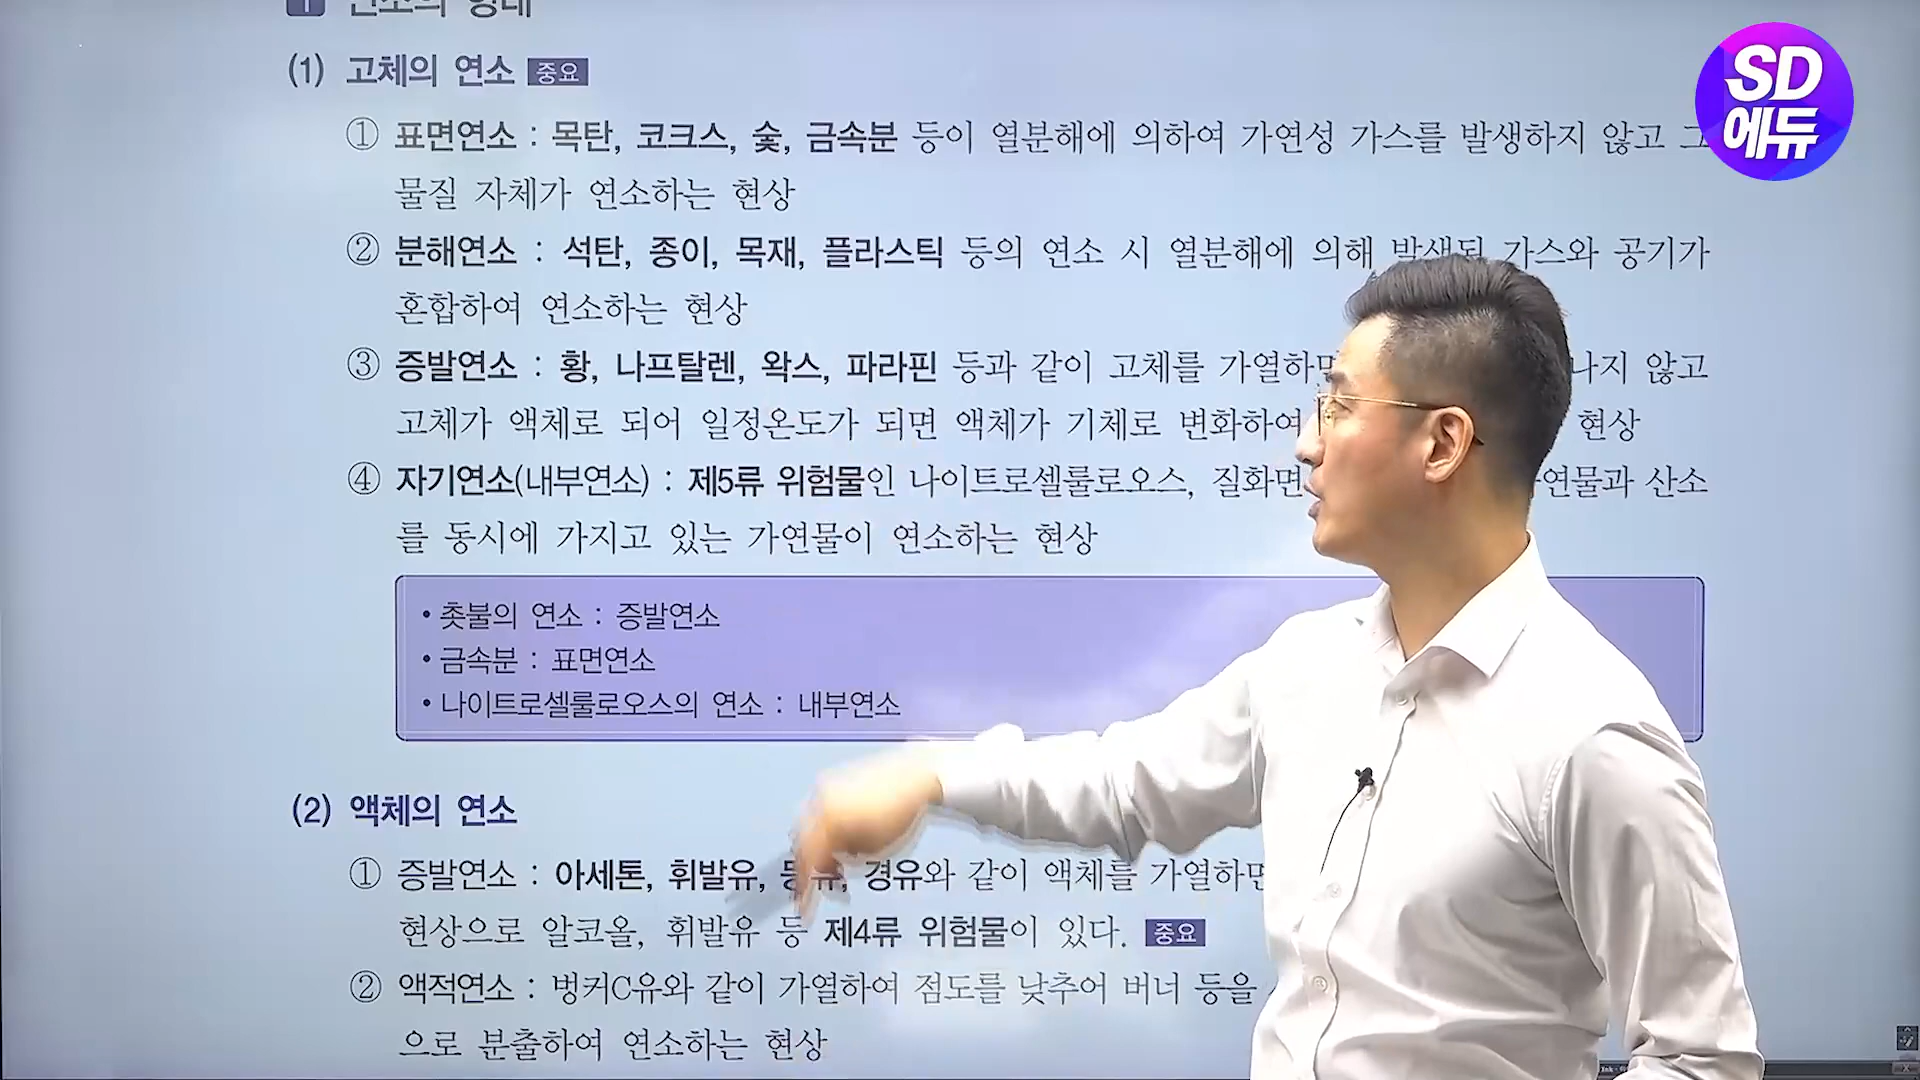 1 연소의 형태
(1) 고체의 연소 중요
SD
에듀
① 표면연소 : 목탄, 코크스, 숯, 금속분 등이 열분해에 의하여 가연성 가스를 발생하지 않고 그
물질 자체가 연소하는 현상
② 분해연소 : 석탄, 종이, 목재, 플라스틱 등의 연소 시 열분해에 의해 발생된 가스와 공기가
혼합하여 연소하는 현상
③ 증발연소 : 황, 나프탈렌, 왁스, 파라핀 등과 같이 고체를 가열하면 나지 않고
고체가 액체로 되어 일정온도가 되면 액체가 기체로 변화하여 현상
④ 자기연소(내부연소) : 제5류 위험물인 나이트로셀룰로오스, 질화면 가연물과 산소
를 동시에 가지고 있는 가연물이 연소하는 현상
• 촛불의 연소 : 증발연소
• 금속분 : 표면연소
• 나이트로셀룰로오스의 연소 : 내부연소
(2) 액체의 연소
① 증발연소 : 아세톤, 휘발유, 등유, 경유와 같이 액체를 가열하면
현상으로 알코올, 휘발유 등 제4류 위험물이 있다. 중요
② 액적연소 : 벙커C유와 같이 가열하여 점도를 낮추어 버너 등을
으로 분출하여 연소하는 현상